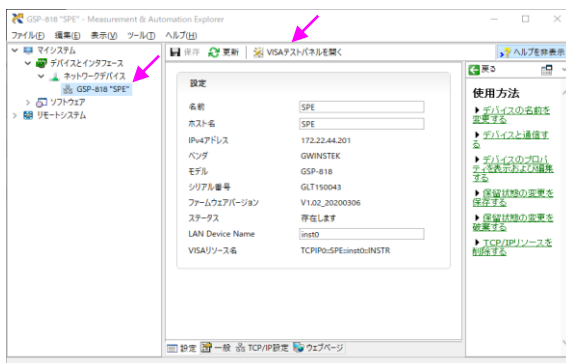 GSP-818 "SPE" - Measurement & Automation Explorer
ファイル(F) 編集(E) 表示(V) ツール(T) ヘルプ(H)
マイシステム
デバイスとインタフェース
ネットワークデバイス
GSP-818 "SPE"
ソフトウェア
リモートシステム
保存 更新 VISAテストパネルを開く
ヘルプを非表示
設定
名前 SPE
ホスト名 SPE
IPv4アドレス 172.22.44.201
ベンダ GWINSTEK
モデル GSP-818
シリアル番号 GLT150043
ファームウェアバージョン V1.02_20200306
ステータス 存在します
LAN Device Name inst0
VISAリソース名 TCPIP0::SPE::inst0::INSTR
設定 一般 TCP/IP設定 ウェブページ
戻る
使用方法
デバイスの名前を
変更する
デバイスと通信す
る
デバイスのプロパ
ティを表示および編集
する
保留状態の変更を
保存する
保留状態の変更を
破棄する
TCP/IPリソースを
削除する